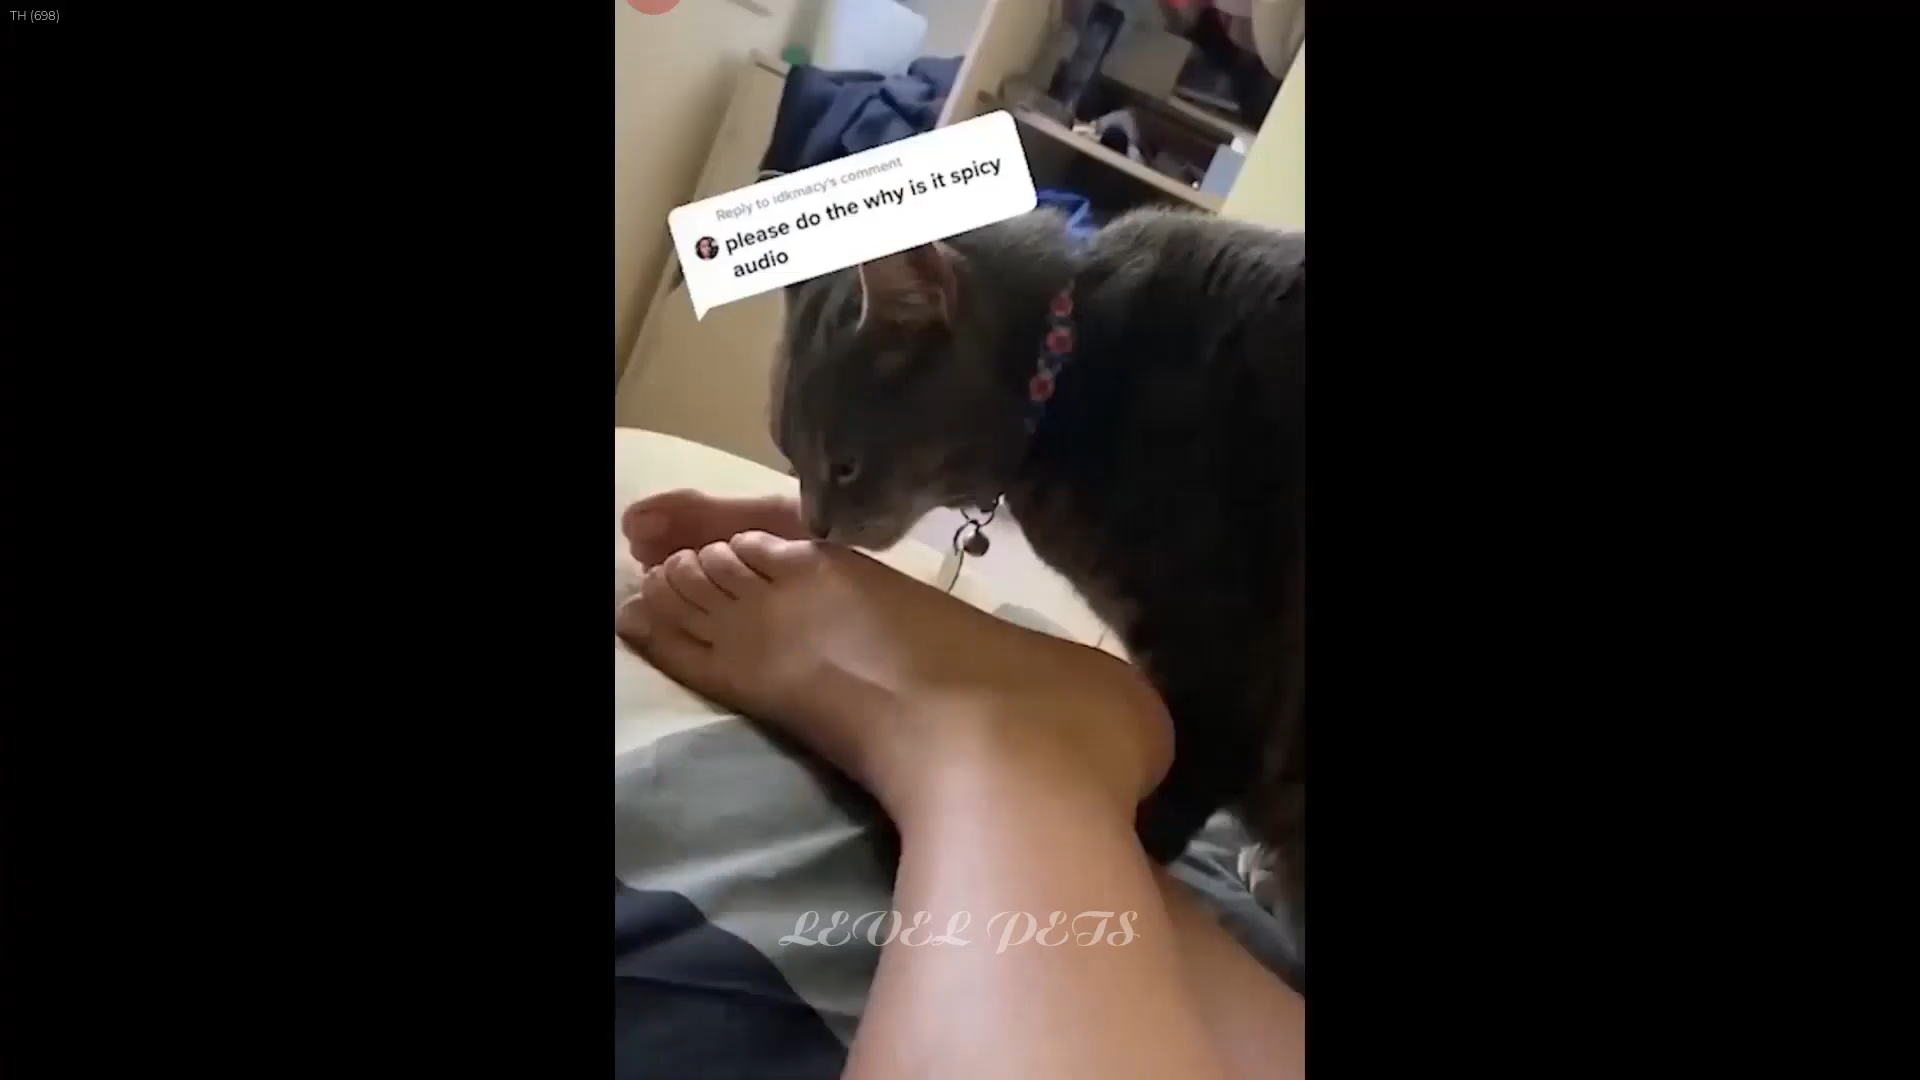 TH (698)
Reply to idkmacy's comment
please do the why is it spicy
audio
LEVEL PETS